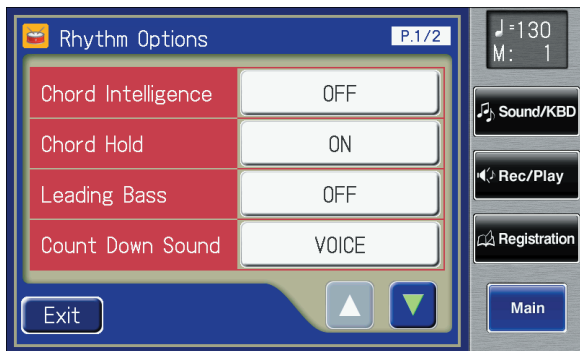 Rhythm Options P.1/2
Chord Intelligence OFF
Chord Hold ON
Leading Bass OFF
Count Down Sound VOICE
Exit
♩=130
M: 1
Sound/KBD
Rec/Play
Registration
Main